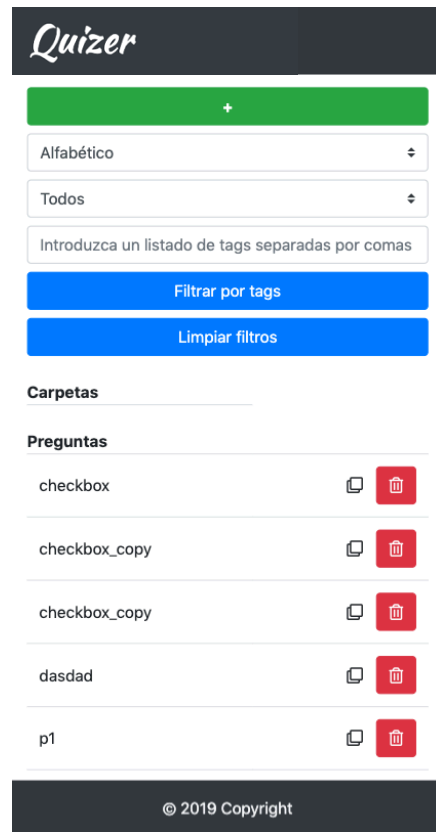 Quizer
+
Alfabético
Todos
Introduzca un listado de tags separadas por comas
Filtrar por tags
Limpiar filtros
Carpetas
Preguntas
checkbox
checkbox_copy
checkbox_copy
dasdad
p1
© 2019 Copyright